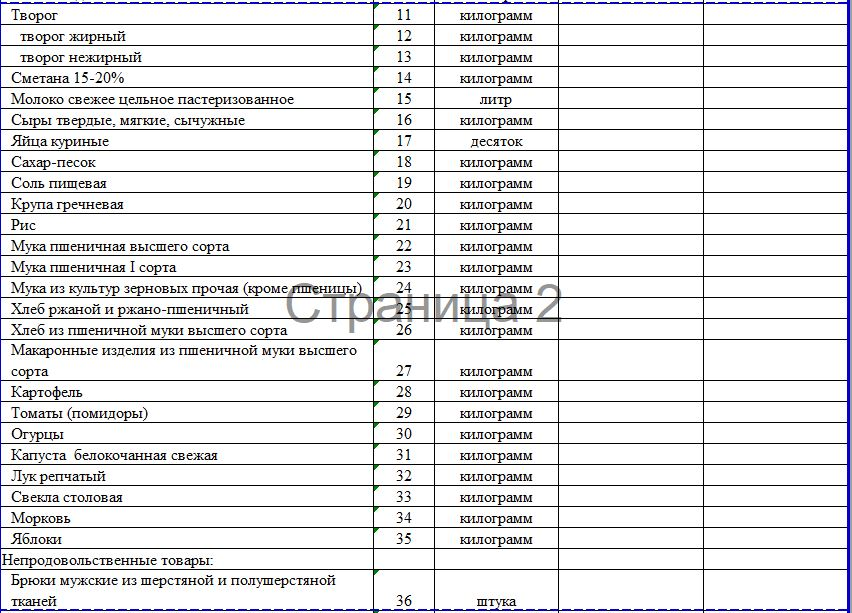 Творог 11 килограмм
творог жирный 12 килограмм
творог нежирный 13 килограмм
Сметана 15-20% 14 килограмм
Молоко свежее цельное пастеризованное 15 литр
Сыры твердые, мягкие, сычужные 16 килограмм
Яйца куриные 17 десяток
Сахар-песок 18 килограмм
Соль пищевая 19 килограмм
Крупа гречневая 20 килограмм
Рис 21 килограмм
Мука пшеничная высшего сорта 22 килограмм
Мука пшеничная I сорта 23 килограмм
Мука из культур зерновых прочая (кроме пшеницы) 24 килограмм
Страница 2
Хлеб ржаной и ржано-пшеничный 25 килограмм
Хлеб из пшеничной муки высшего сорта 26 килограмм
Макаронные изделия из пшеничной муки высшего
сорта 27 килограмм
Картофель 28 килограмм
Томаты (помидоры) 29 килограмм
Огурцы 30 килограмм
Капуста белокочанная свежая 31 килограмм
Лук репчатый 32 килограмм
Свекла столовая 33 килограмм
Морковь 34 килограмм
Яблоки 35 килограмм
Непродовольственные товары:
Брюки мужские из шерстяной и полушерстяной
тканей 36 штука